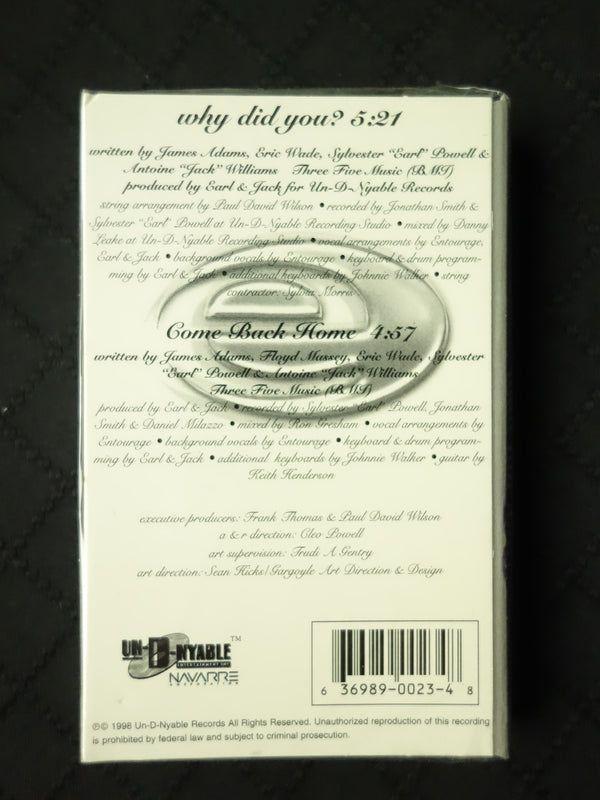 why did you? 5:21
written by James Adams, Eric Wade, Sylvester "Earl" Powell &
Antoine "Jack" Williams Three Five Music (BMI)
produced by Earl & Jack for Un-D-Nyable Records
string arrangement by Paul David Wilson • recorded by Jonathan Smith &
Sylvester "Earl" Powell at Un-D-Nyable Recording Studio • mixed by Danny
Leake at Un-D-Nyable Recording Studio • vocal arrangements by Entourage,
Earl & Jack • background vocals by Entourage • keyboard & drum program-
ming by Earl & Jack • additional keyboards by Johnnie Walker • string
contractor: Sylvia Morris
Come Back Home 4:57
written by James Adams, Floyd Massey, Eric Wade, Sylvester
"Earl" Powell & Antoine "Jack" Williams
Three Five Music (BMI)
produced by Earl & Jack • recorded by Sylvester "Earl" Powell, Jonathan
Smith & Daniel Milazzo • mixed by Ron Gresham • vocal arrangements by
Entourage • background vocals by Entourage • keyboard & drum program-
ming by Earl & Jack • additional keyboards by Johnnie Walker • guitar by
Keith Henderson
executive producers: Frank Thomas & Paul David Wilson
a & r direction: Cleo Powell
art supervision: Trudi A Gentry
art direction: Sean Hicks/Gargoyle Art Direction & Design
UN-D-NYABLE™
ENTERTAINMENT INC
NAVARRE
CORPORATION
6 36989-0023-4 8
℗© 1998 Un-D-Nyable Records All Rights Reserved. Unauthorized reproduction of this recording
is prohibited by federal law and subject to criminal prosecution.